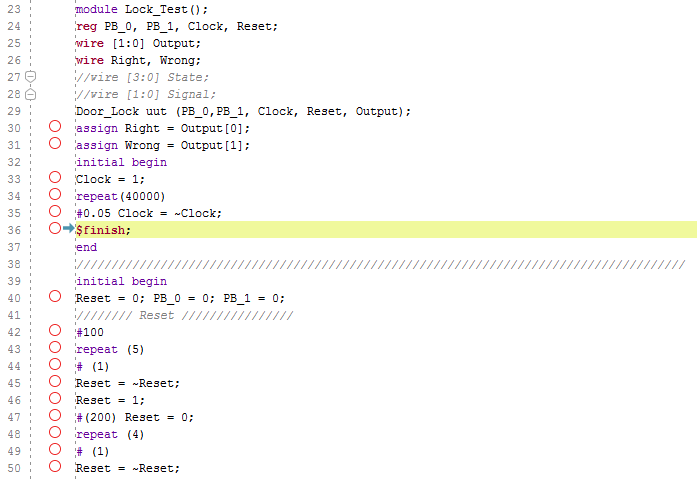 23 module Lock_Test();
24 reg PB_0, PB_1, Clock, Reset;
25 wire [1:0] Output;
26 wire Right, Wrong;
27 //wire [3:0] State;
28 //wire [1:0] Signal;
29 Door_Lock uut (PB_0,PB_1, Clock, Reset, Output);
30 assign Right = Output[0];
31 assign Wrong = Output[1];
32 initial begin
33 Clock = 1;
34 repeat(40000)
35 #0.05 Clock = ~Clock;
36 $finish;
37 end
38 ///////////////////////////////////////////////////////////////////////////////////////
39 initial begin
40 Reset = 0; PB_0 = 0; PB_1 = 0;
41 //////// Reset ////////////////
42 #100
43 repeat (5)
44 # (1)
45 Reset = ~Reset;
46 Reset = 1;
47 #(200) Reset = 0;
48 repeat (4)
49 # (1)
50 Reset = ~Reset;